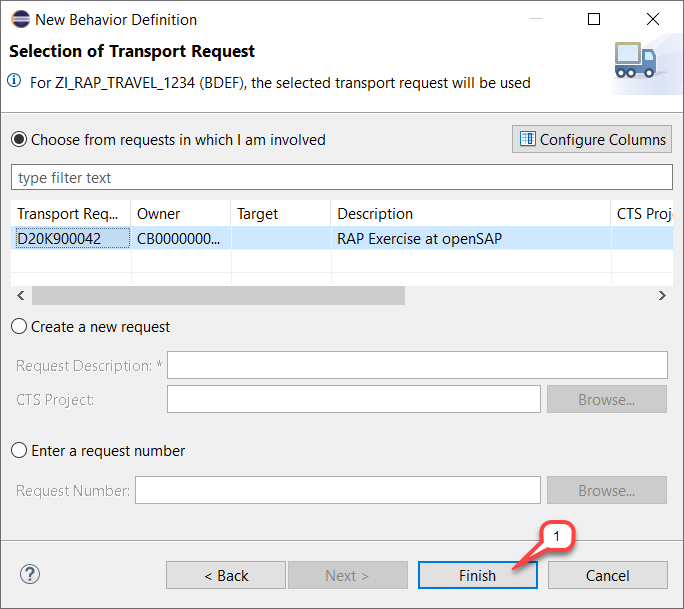 New Behavior Definition
Selection of Transport Request
For ZI_RAP_TRAVEL_1234 (BDEF), the selected transport request will be used
Choose from requests in which I am involved
Configure Columns
type filter text
Transport Req... Owner Target Description CTS Proj
D20K900042 CB0000000... RAP Exercise at openSAP
Create a new request
Request Description: *
CTS Project: Browse...
Enter a request number
Request Number: Browse...
1
? < Back Next > Finish Cancel